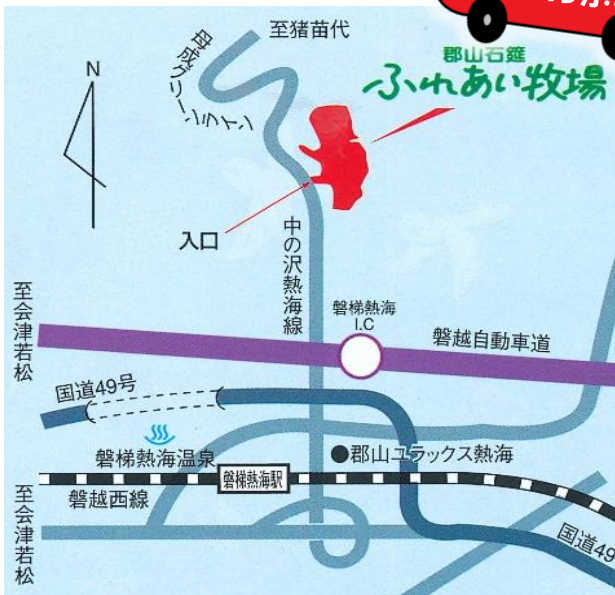 至猪苗代
郡山石筵
ふれあい牧場
母成グリーンライン
N
入口
中の沢熱海線
至会津若松
磐梯熱海
I.C
磐越自動車道
国道49号
磐梯熱海温泉
郡山ユラックス熱海
磐梯熱海駅
磐越西線
至会津若松
国道49